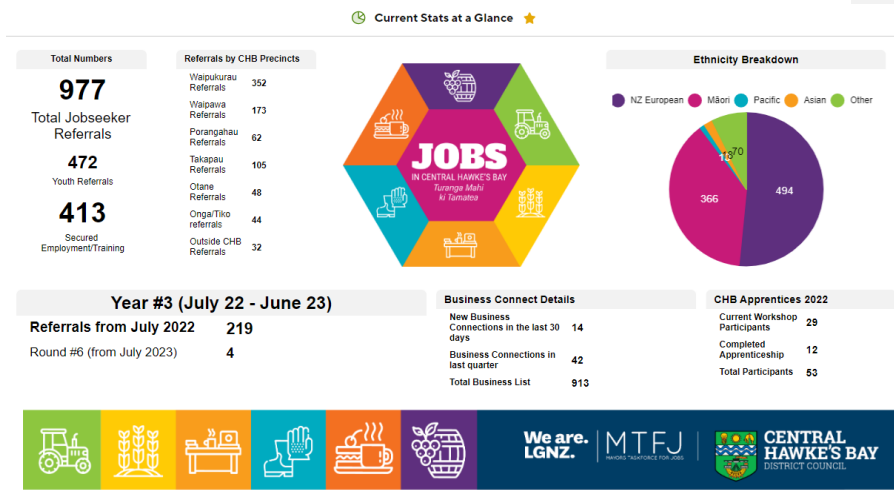 Current Stats at a Glance
Total Numbers
977
Total Jobseeker
Referrals
472
Youth Referrals
413
Secured
Employment/Training
Referrals by CHB Precincts
Waipukurau
Referrals
352
Waipawa
Referrals
173
Porangahau
Referrals
62
Takapau
Referrals
105
Otane
Referrals
48
Onga/Tiko
referrals
44
Outside CHB
Referrals
32
JOBS
IN CENTRAL HAWKE'S BAY
Turanga Mahi
ki Tamatea
Ethnicity Breakdown
NZ European
Māori
Pacific
Asian
Other
494
366
70
Year #3 (July 22 - June 23)
Referrals from July 2022 219
Round #6 (from July 2023) 4
Business Connect Details
New Business
Connections in the last 30
days
14
Business Connections in
last quarter
42
Total Business List 913
CHB Apprentices 2022
Current Workshop
Participants
29
Completed
Apprenticeship
12
Total Participants 53
We are.
LGNZ.
MTFJ
MAYORS TASKFORCE FOR JOBS
CENTRAL
HAWKE'S BAY
DISTRICT COUNCIL